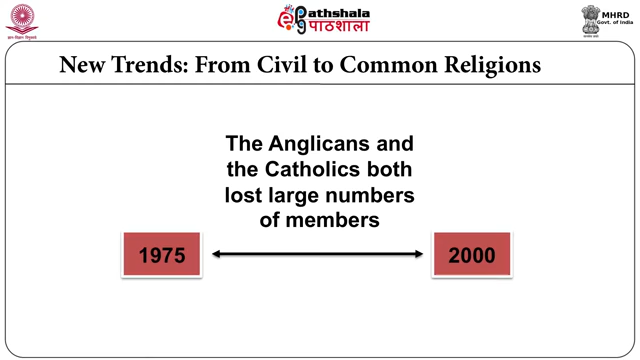 ePathshala
पाठशाला
MHRD
Govt. of India
New Trends: From Civil to Common Religions
The Anglicans and
the Catholics both
lost large numbers
of members
1975
2000